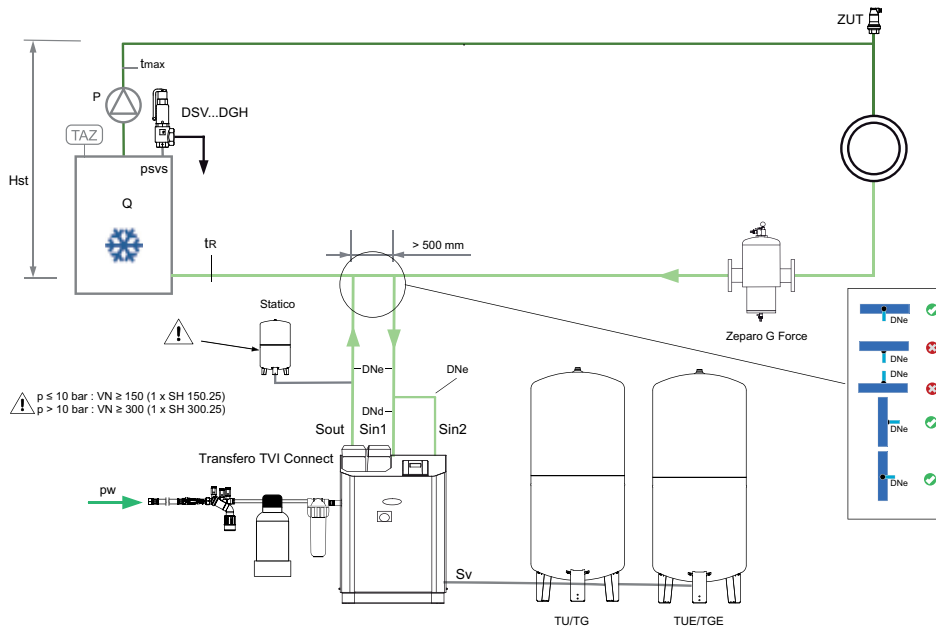 ZUT
tmax
P
DSV...DGH
TAZ
psvs
Hst
Q
tR
> 500 mm
Statico
Zeparo G Force
DNe
DNe
DNe
DNe
DNe
DNe
DNe
DNd
p ≤ 10 bar : VN ≥ 150 (1 x SH 150.25)
p > 10 bar : VN ≥ 300 (1 x SH 300.25)
Sout
Sin1
Sin2
Transfero TVI Connect
pw
Sv
TU/TG
TUE/TGE